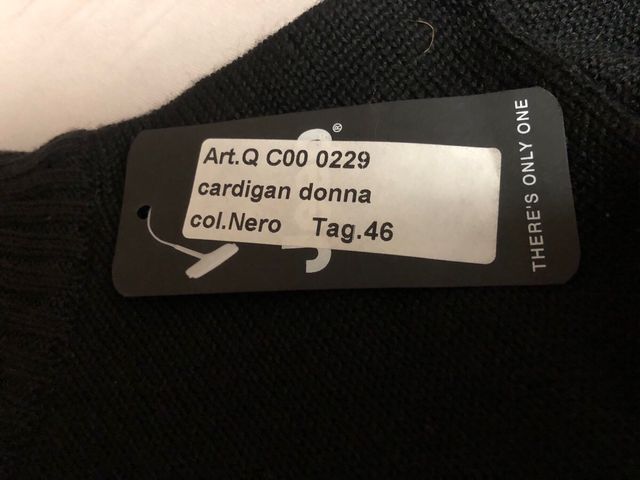 Art.Q C00 0229
cardigan donna
col.Nero Tag.46
®
THERE'S ONLY ONE